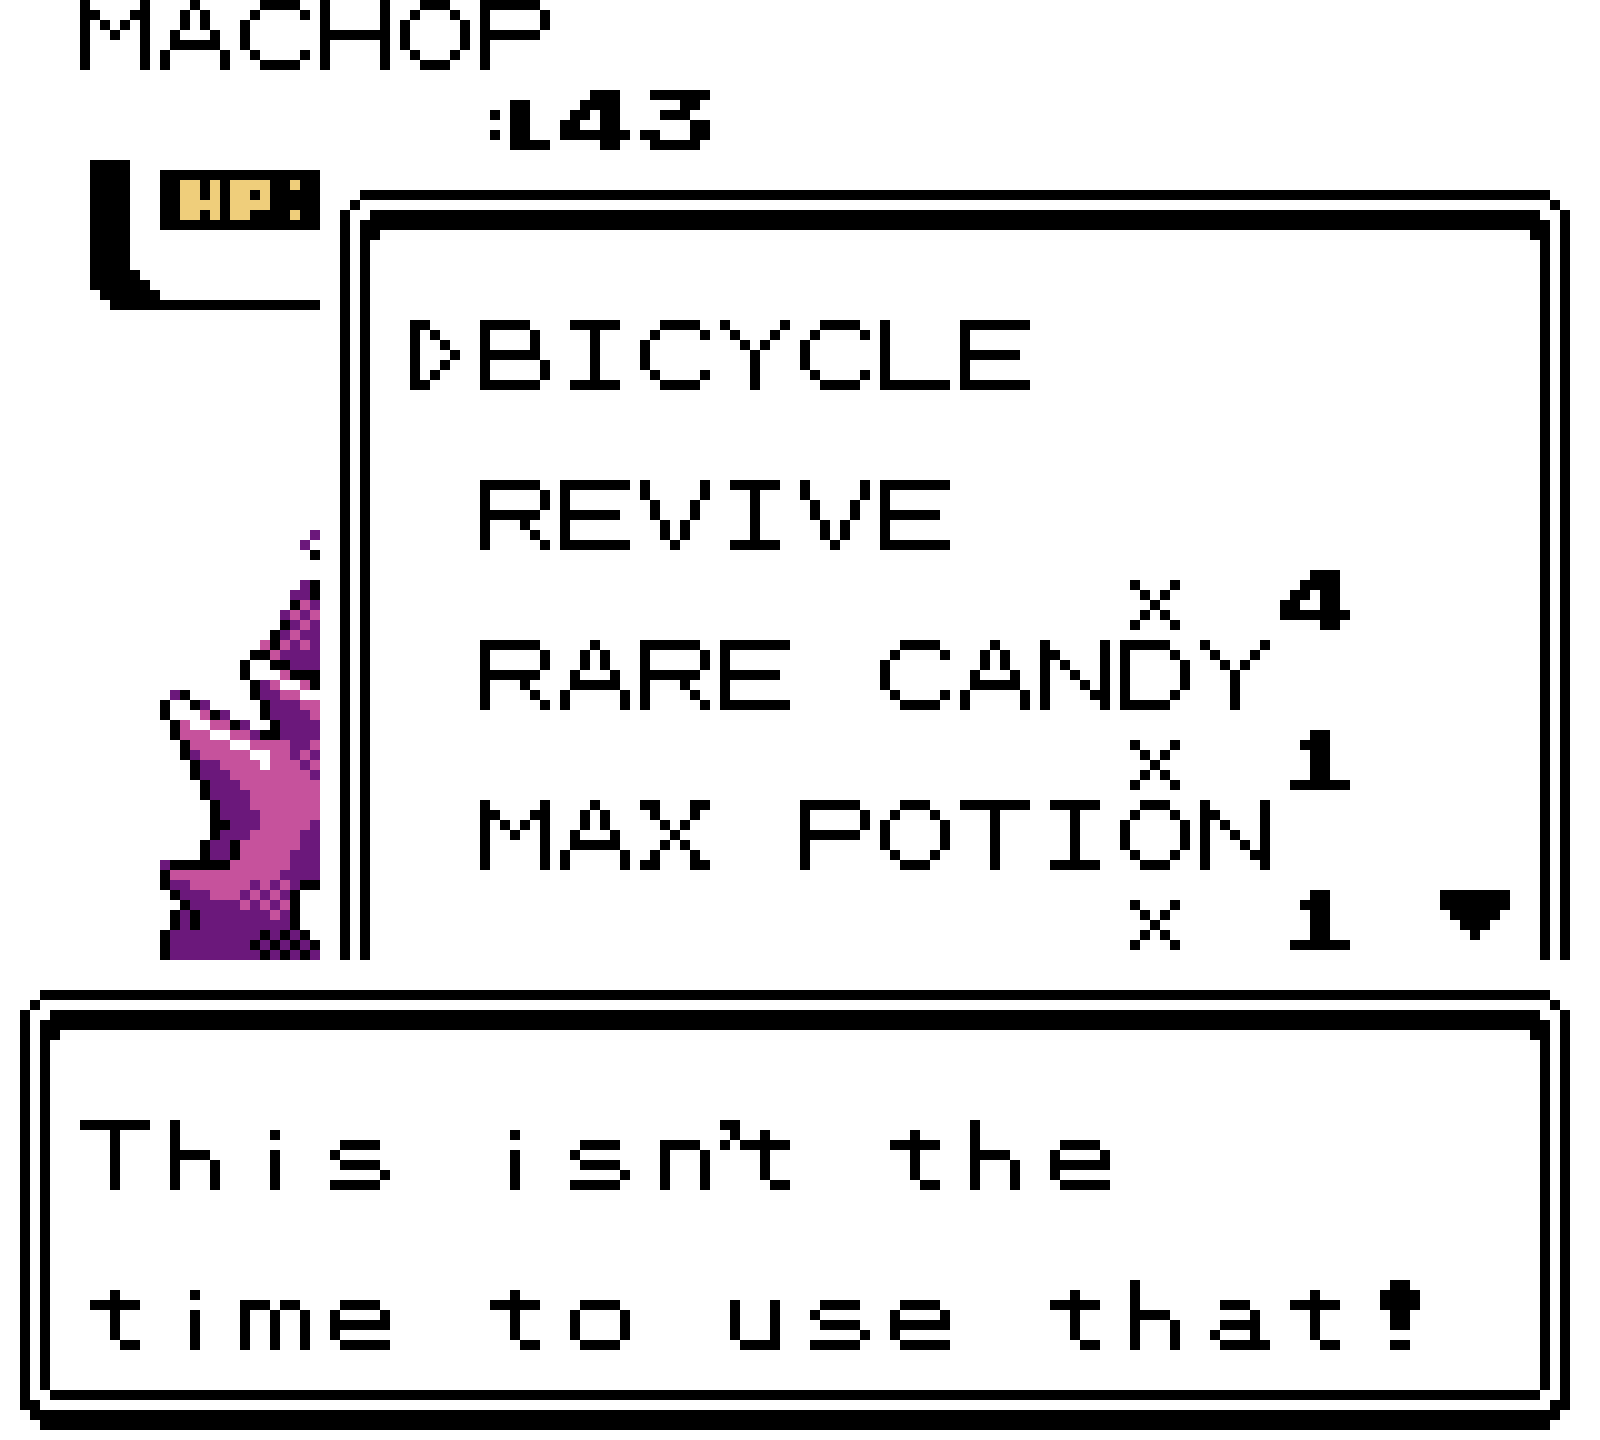 MACHOP
:L43
HP:
▷BICYCLE
REVIVE
× 4
RARE CANDY
× 1
MAX POTION
× 1 ▼
This isn't the
time to use that!